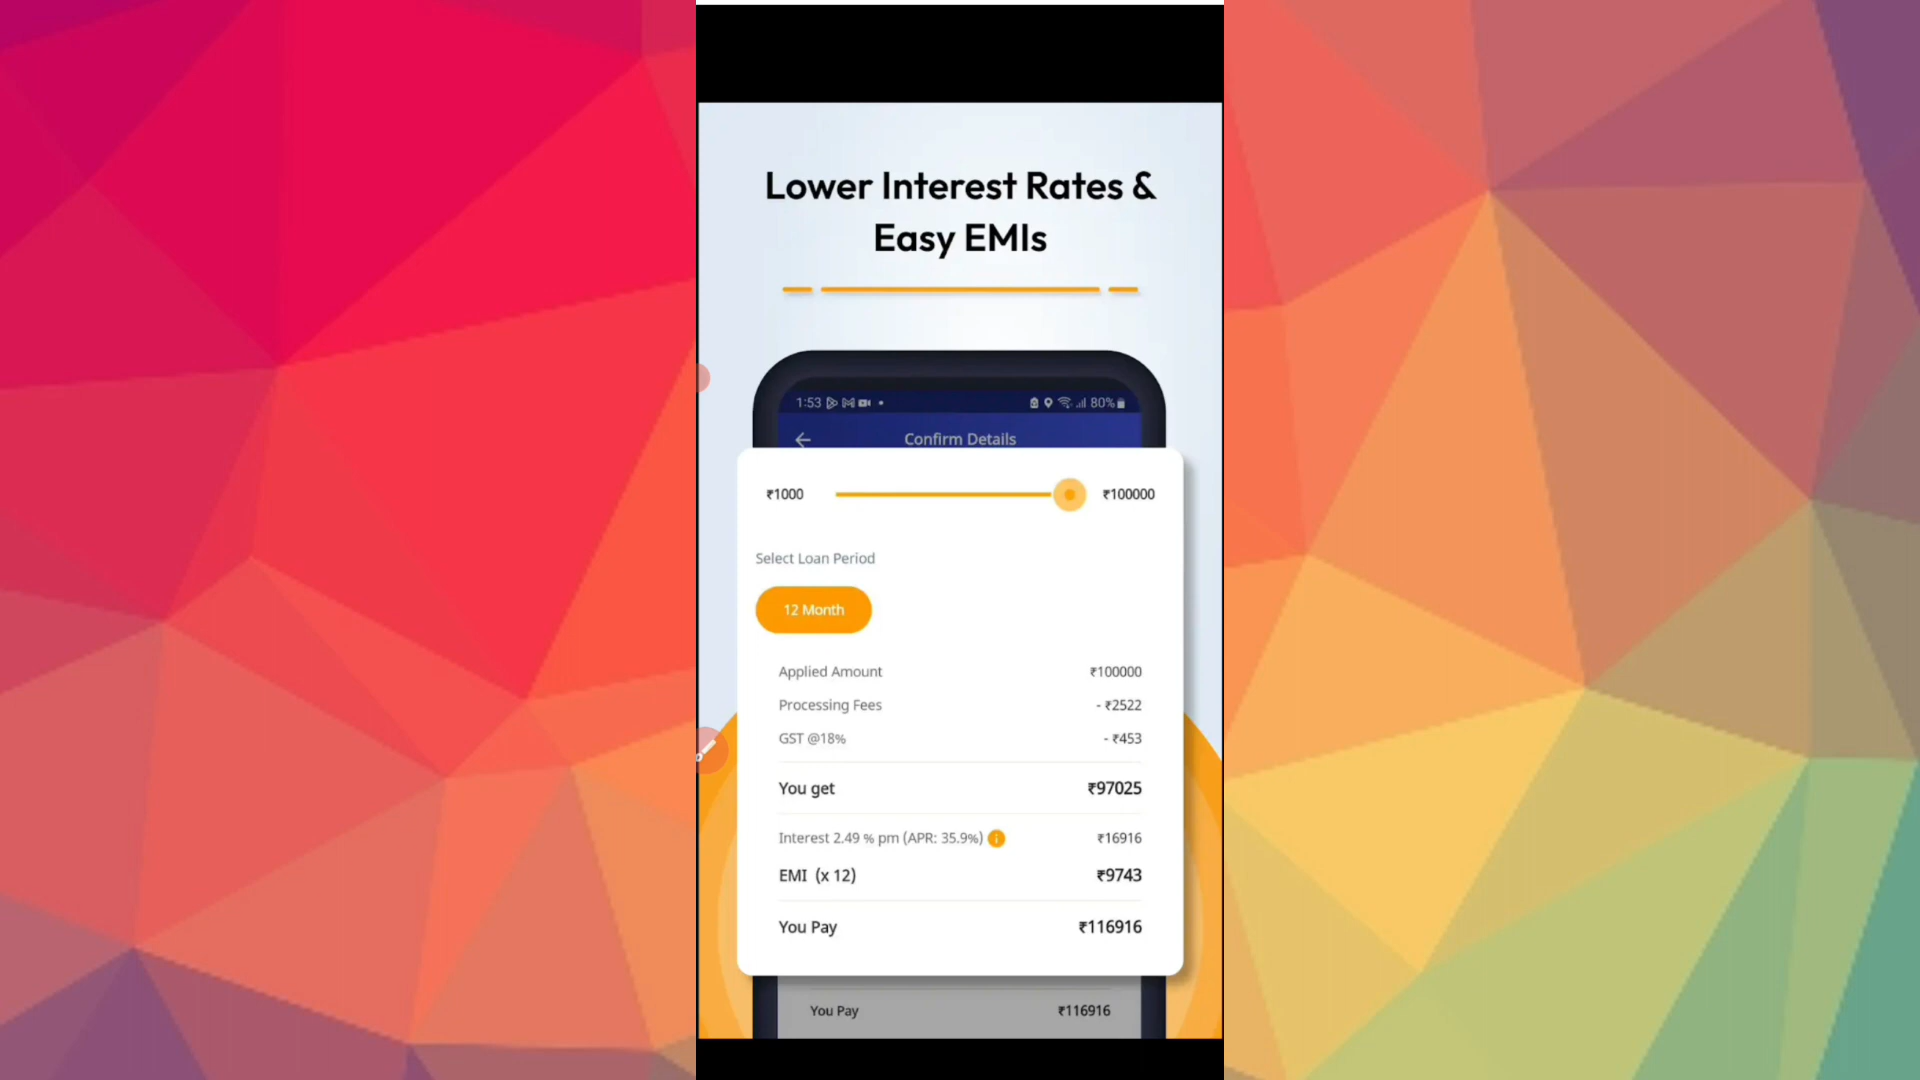 Lower Interest Rates &
Easy EMIs
1:53 80%
Confirm Details
₹1000 ₹100000
Select Loan Period
12 Month
Applied Amount ₹100000
Processing Fees - ₹2522
GST @18% - ₹453
You get ₹97025
Interest 2.49 % pm (APR: 35.9%) ₹16916
EMI (x 12) ₹9743
You Pay ₹116916
You Pay ₹116916